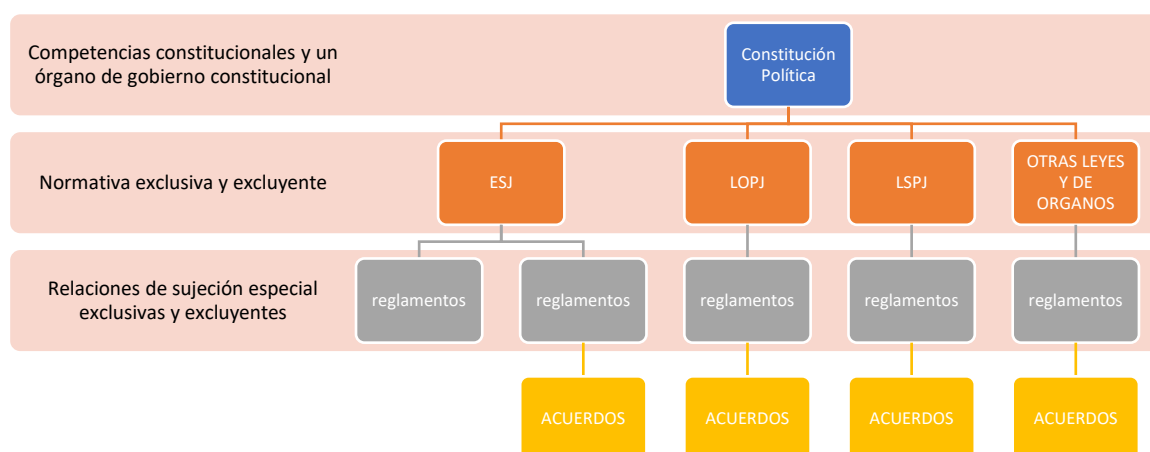 Competencias constitucionales y un
órgano de gobierno constitucional
Constitución
Política
Normativa exclusiva y excluyente
ESJ
LOPJ
LSPJ
OTRAS LEYES
Y DE
ORGANOS
Relaciones de sujeción especial
exclusivas y excluyentes
reglamentos
reglamentos
reglamentos
reglamentos
reglamentos
ACUERDOS
ACUERDOS
ACUERDOS
ACUERDOS